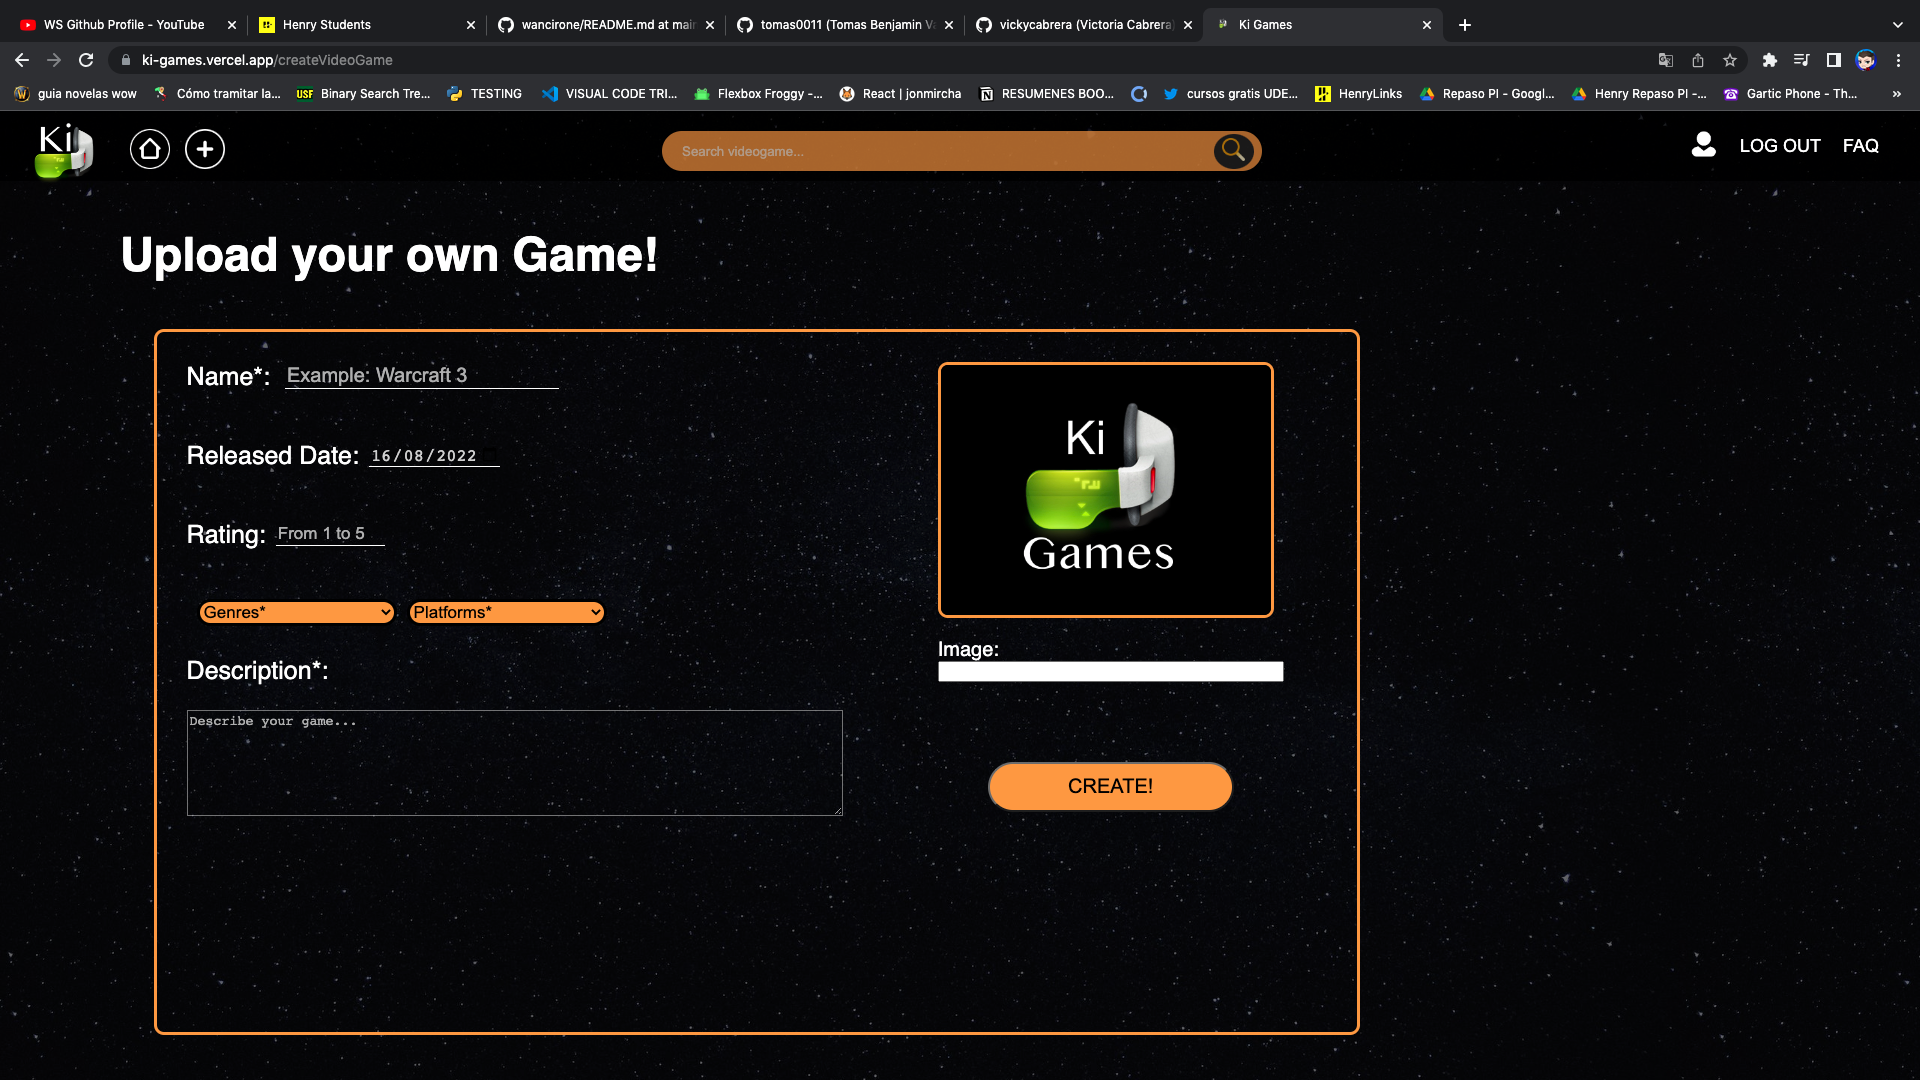 WS Github Profile - YouTube
Henry Students
wancirone/README.md at main
tomas0011 (Tomas Benjamin Va
vickycabrera (Victoria Cabrera)
Ki Games
ki-games.vercel.app/createVideoGame
guia novelas wow
Cómo tramitar la...
USF Binary Search Tre...
TESTING
VISUAL CODE TRI...
Flexbox Froggy -...
React | jonmircha
RESUMENES BOO...
cursos gratis UDE...
HenryLinks
Repaso PI - Googl...
Henry Repaso PI -...
Gartic Phone - Th...
»
Ki
Search videogame...
LOG OUT
FAQ
Upload your own Game!
Name*: Example: Warcraft 3
Released Date: 16/08/2022
Rating: From 1 to 5
Genres*
Platforms*
Description*:
Describe your game...
Ki
Games
Image:
CREATE!